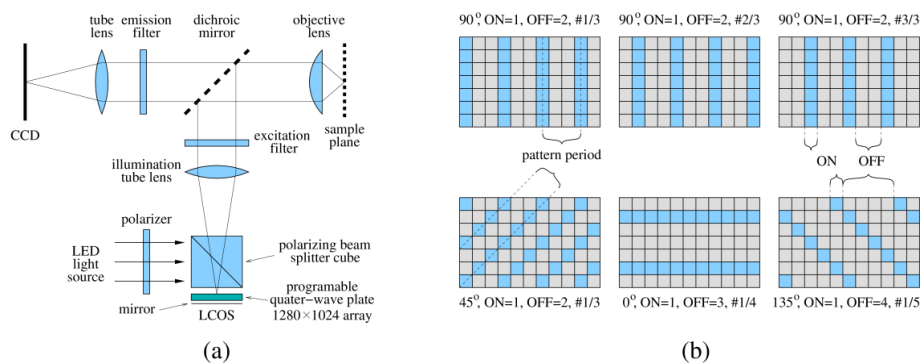 tube
lens
emission
filter
dichroic
mirror
objective
lens
CCD
sample
plane
excitation
filter
illumination
tube lens
polarizer
LED
light
source
polarizing beam
splitter cube
programable
quater-wave plate
1280×1024 array
mirror
LCOS
(a)
90°, ON=1, OFF=2, #1/3
90°, ON=1, OFF=2, #2/3
90°, ON=1, OFF=2, #3/3
pattern period
ON
OFF
45°, ON=1, OFF=2, #1/3
0°, ON=1, OFF=3, #1/4
135°, ON=1, OFF=4, #1/5
(b)